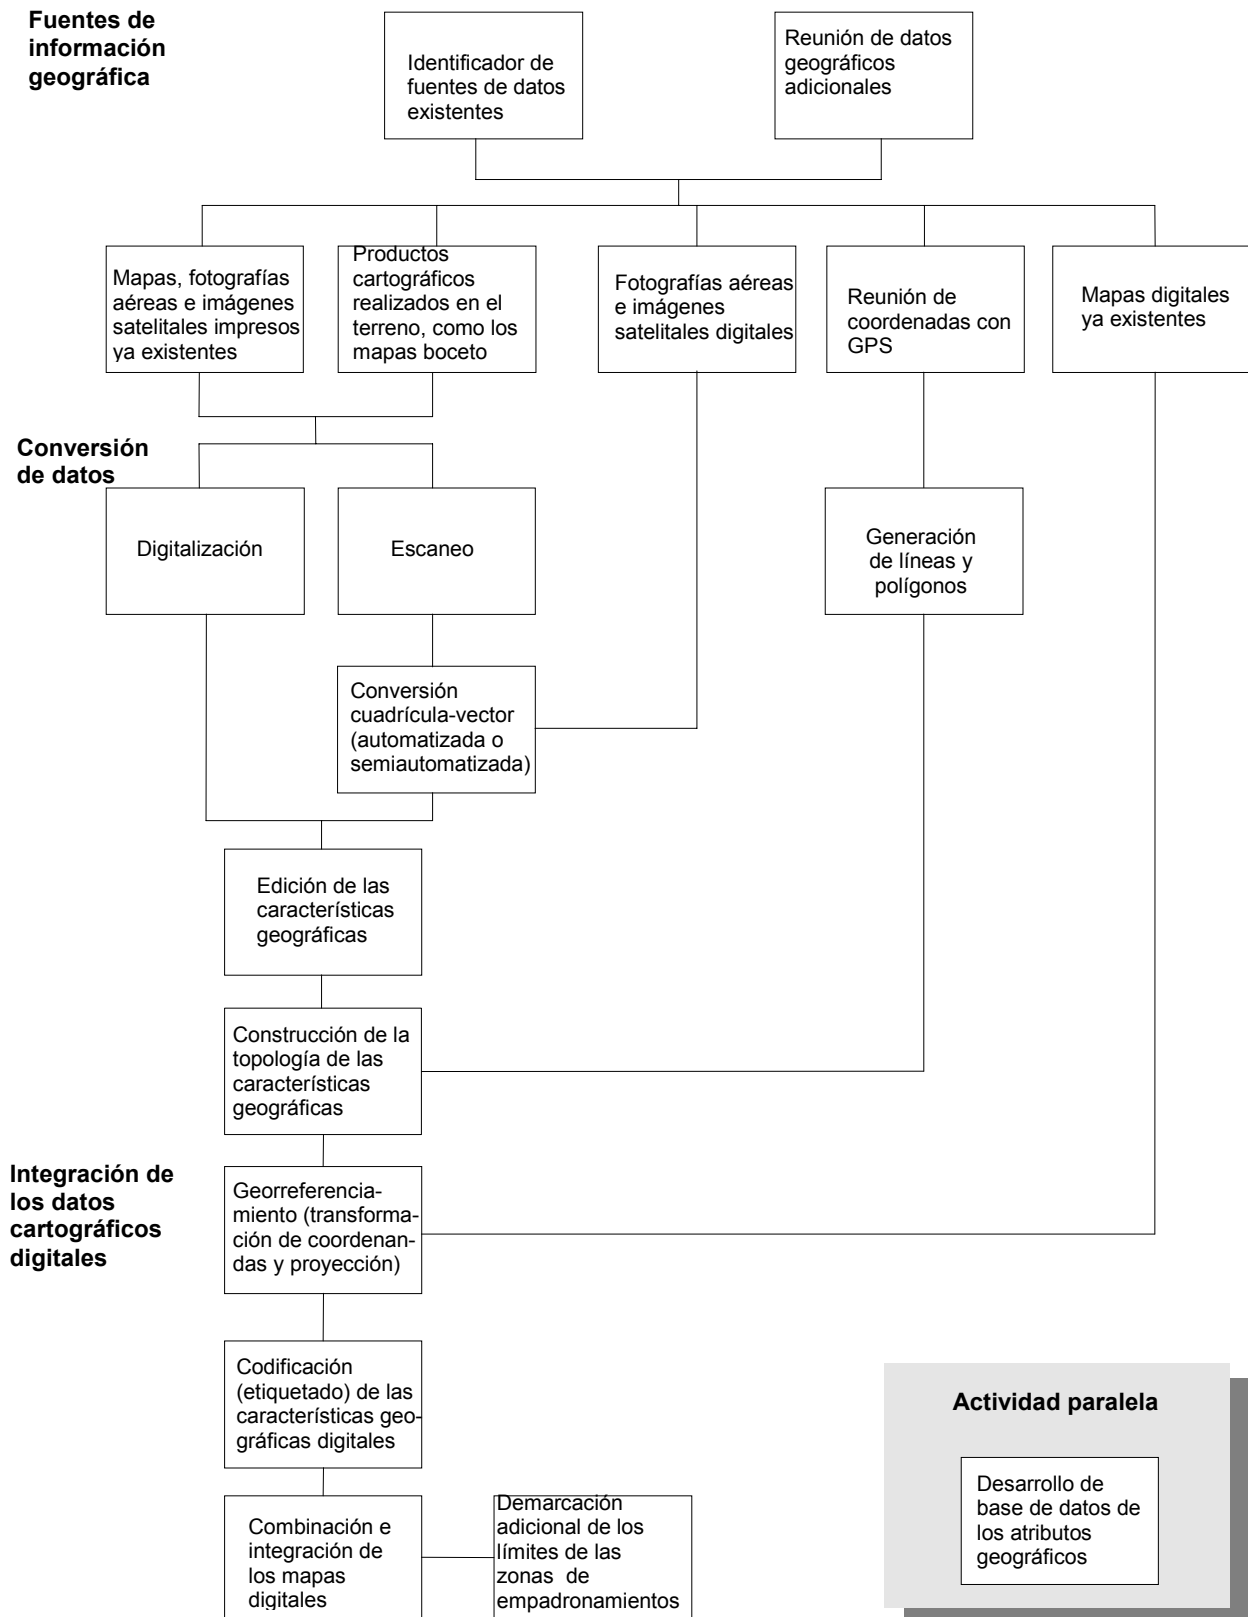 Fuentes de
información
geográfica
Identificador de
fuentes de datos
existentes
Reunión de datos
geográficos
adicionales
Mapas, fotografías
aéreas e imágenes
satelitales impresos
ya existentes
Productos
cartográficos
realizados en el
terreno, como los
mapas boceto
Fotografías aéreas
e imágenes
satelitales digitales
Reunión de
coordenadas con
GPS
Mapas digitales
ya existentes
Conversión
de datos
Digitalización
Escaneo
Generación
de líneas y
polígonos
Conversión
cuadrícula-vector
(automatizada o
semiautomatizada)
Edición de las
características
geográficas
Construcción de la
topología de las
características
geográficas
Integración de
los datos
cartográficos
digitales
Georreferencia-
miento (transforma-
ción de coordenan-
das y proyección)
Codificación
(etiquetado) de las
características geo-
gráficas digitales
Combinación e
integración de
los mapas
digitales
Demarcación
adicional de los
límites de las
zonas de
empadronamientos
Actividad paralela
Desarrollo de
base de datos de
los atributos
geográficos